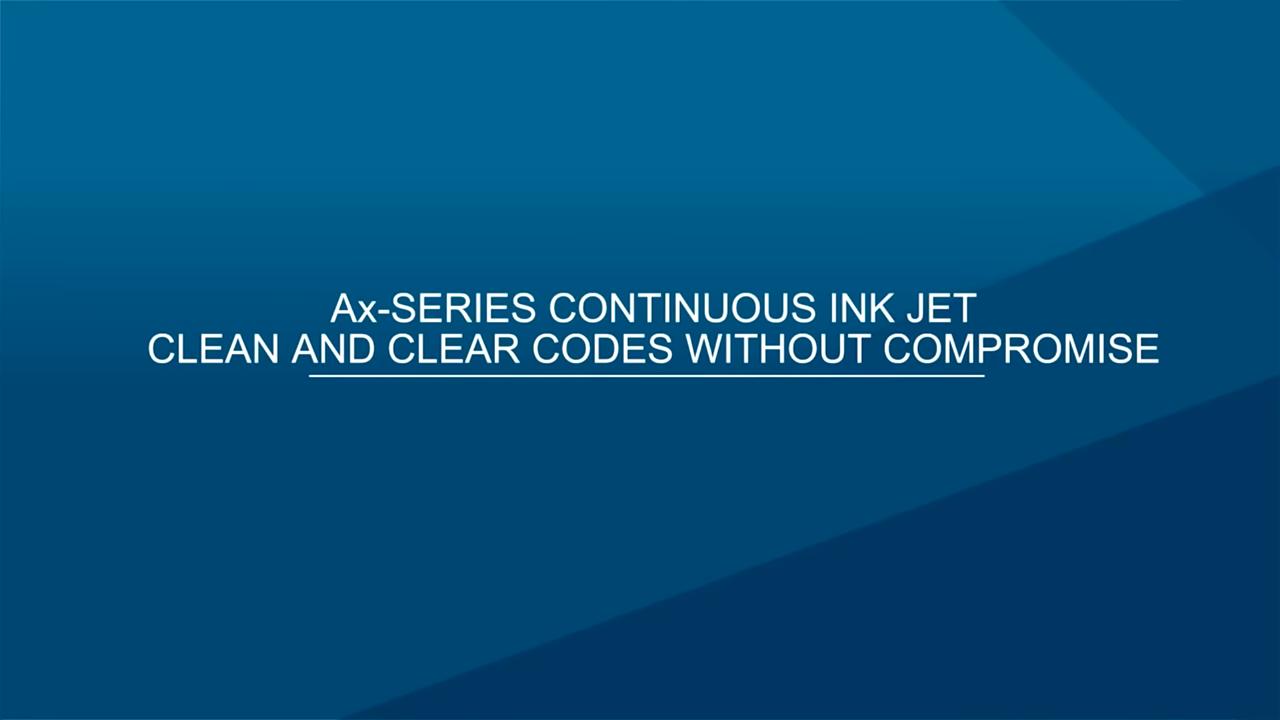 Ax-SERIES CONTINUOUS INK JET
CLEAN AND CLEAR CODES WITHOUT COMPROMISE